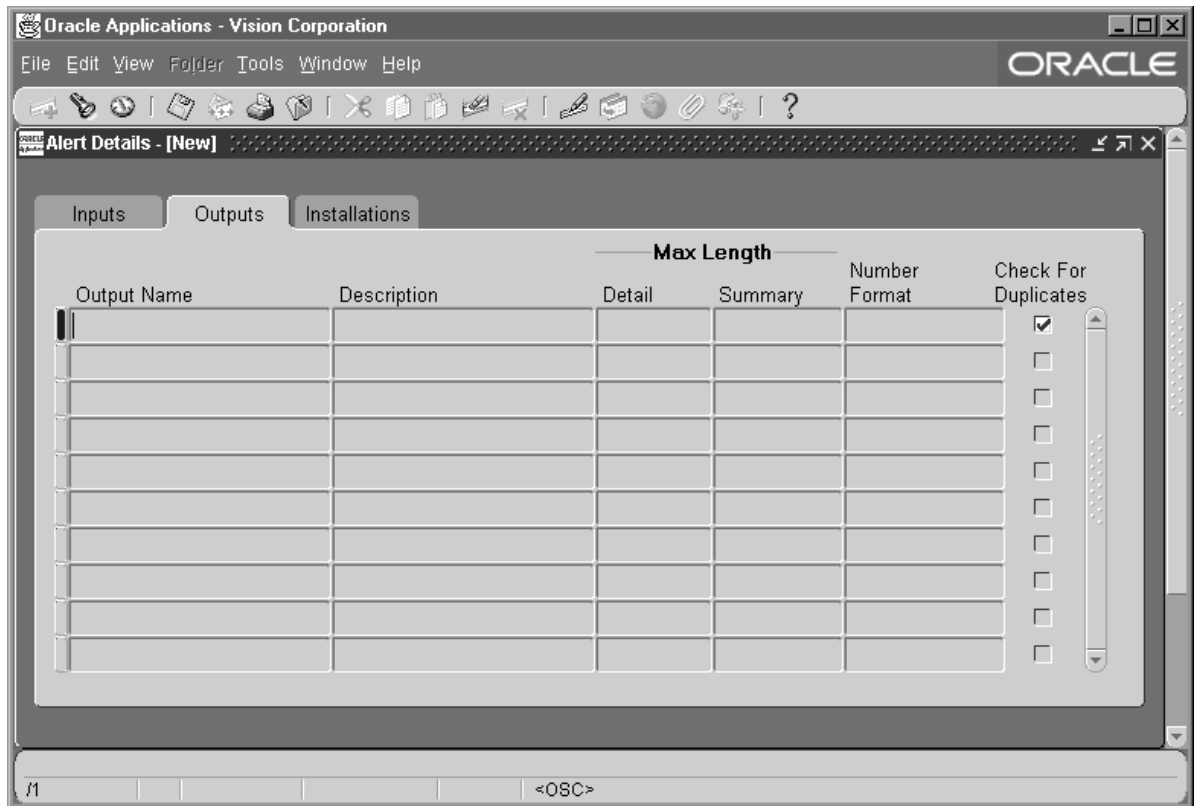 Oracle Applications - Vision Corporation
File Edit View Folder Tools Window Help
ORACLE
Alert Details - [New]
Inputs Outputs Installations
Max Length
Number Check For
Output Name Description Detail Summary Format Duplicates
/1 <OSC>